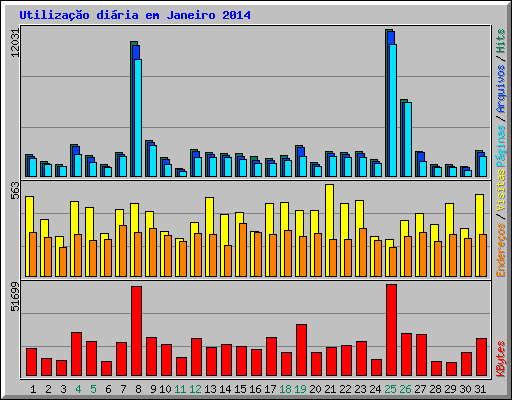 Utilização diária em Janeiro 2014
12031
563
51699
Endereços / Visitas Páginas / Arquivos / Hits
KBytes
1 2 3 4 5 6 7 8 9 10 11 12 13 14 15 16 17 18 19 20 21 22 23 24 25 26 27 28 29 30 31